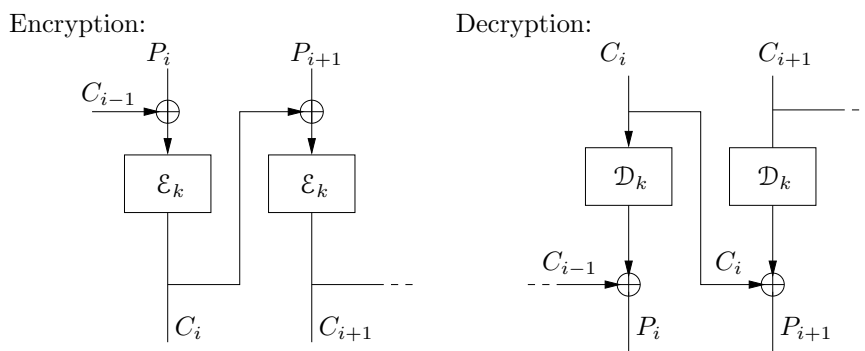 Encryption:
Decryption:
P_i
P_{i+1}
C_{i-1}
ℰ_k
ℰ_k
C_i
C_{i+1}
C_i
C_{i+1}
𝒟_k
𝒟_k
C_{i-1}
C_i
P_i
P_{i+1}